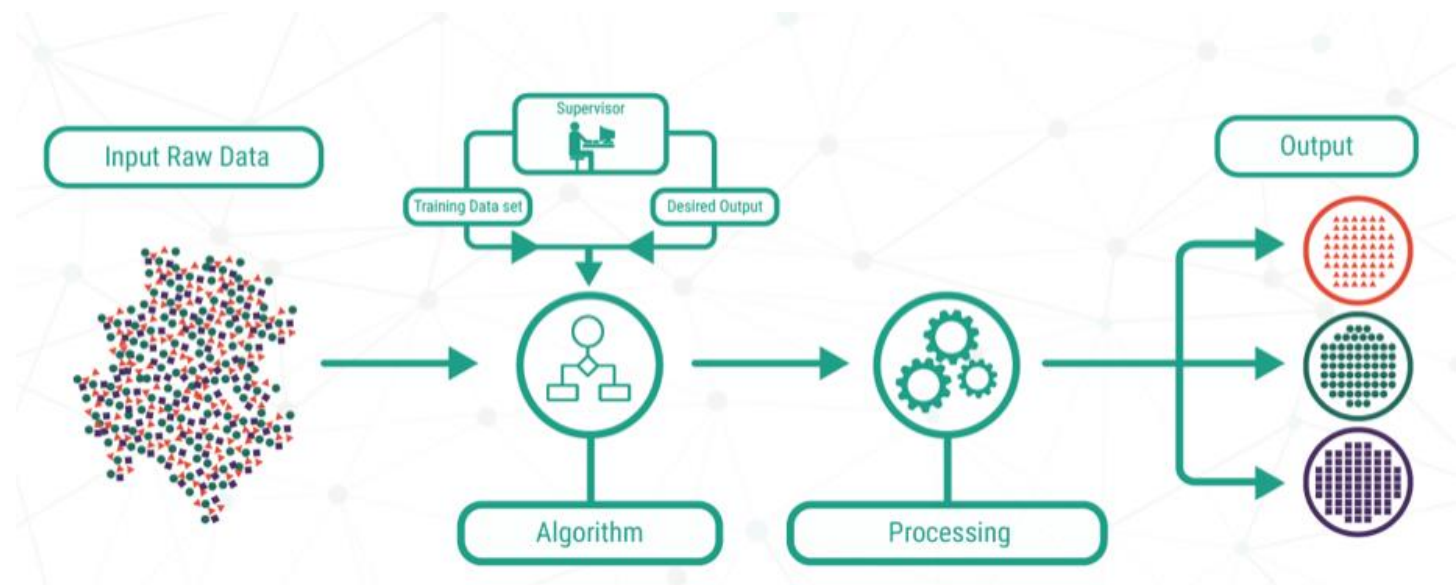 Supervisor
Input Raw Data
Output
Training Data set
Desired Output
Algorithm
Processing